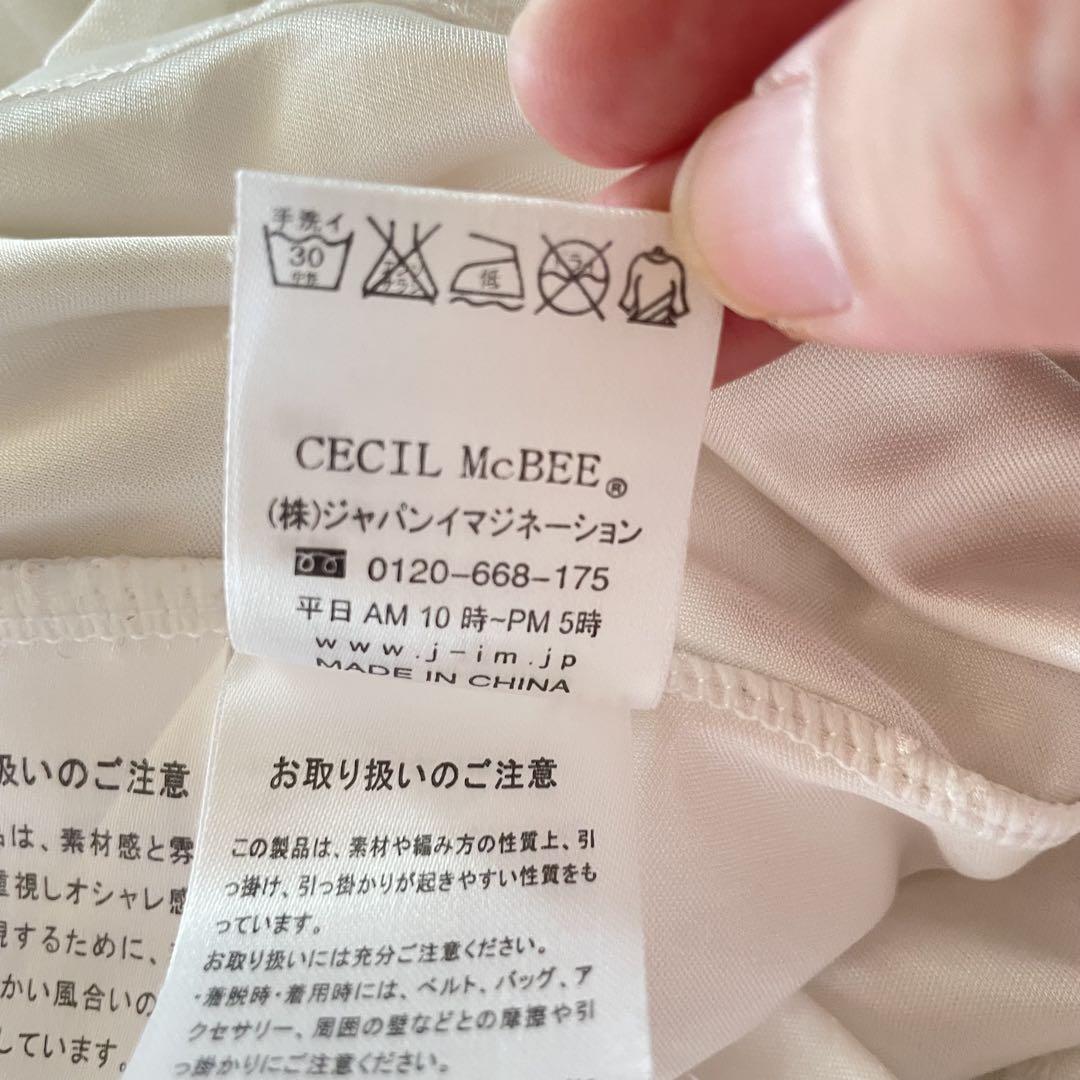 手洗イ
30
中性
エンソ
チラシ
低
ドライ
CECIL McBEE®
(株)ジャパンイマジネーション
0120-668-175
平日 AM 10 時~PM 5時
www.j-im.jp
MADE IN CHINA
扱いのご注意
は、素材感と雰
重視しオシャレ感
現するために、
かい風合いの
しています。
お取り扱いのご注意
この製品は、素材や編み方の性質上、引
っ掛け、引っ掛かりが起きやすい性質をも
っています。
お取り扱いには充分ご注意ください。
・着脱時・着用時には、ベルト、バッグ、ア
クセサリー、周囲の壁などとの摩擦や引
っ掛かりにご注意ください。